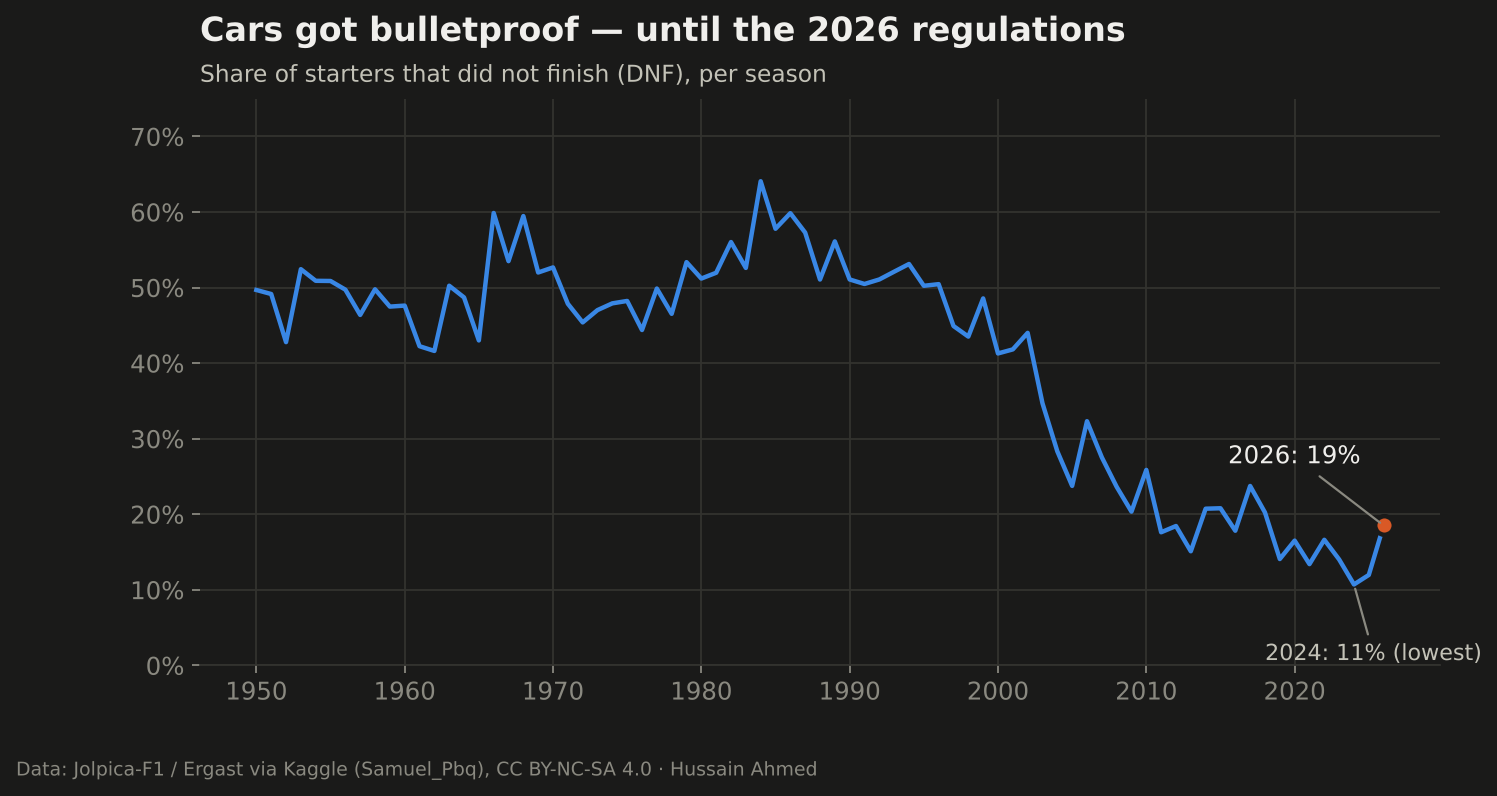 Cars got bulletproof — until the 2026 regulations
Share of starters that did not finish (DNF), per season
70%
60%
50%
40%
30%
2026: 19%
20%
10%
2024: 11% (lowest)
0%
1950 1960 1970 1980 1990 2000 2010 2020
Data: Jolpica-F1 / Ergast via Kaggle (Samuel_Pbq), CC BY-NC-SA 4.0 · Hussain Ahmed